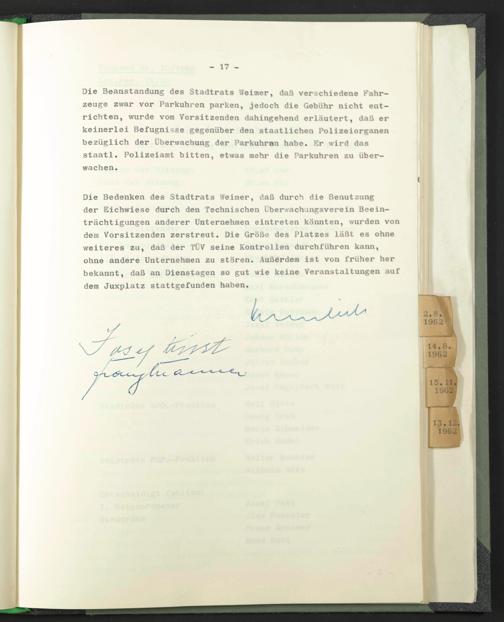 - 17 -
Die Beanstandung des Stadtrats Weimer, daß verschiedene Fahr-
zeuge zwar vor Parkuhren parken, jedoch die Gebühr nicht ent-
richten, wurde vom Vorsitzenden dahingehend erläutert, daß er
keinerlei Befugnisse gegenüber den staatlichen Polizeiorganen
bezüglich der Überwachung der Parkuhren habe. Er wird das
staatl. Polizeiamt bitten, etwas mehr die Parkuhren zu über-
wachen.
Die Bedenken des Stadtrats Weimer, daß durch die Benutzung
der Eichwiese durch den Technischen Überwachungsverein Beein-
trächtigungen anderer Unternehmen eintreten könnten, wurden von
dem Vorsitzenden zerstreut. Die Größe des Platzes läßt es ohne
weiteres zu, daß der TÜV seine Kontrollen durchführen kann,
ohne andere Unternehmen zu stören. Außerdem ist von früher her
bekannt, daß an Dienstagen so gut wie keine Veranstaltungen auf
dem Juxplatz stattgefunden haben.
Josef
2.8.
1962
14.8.
1962
15.11.
1962
13.12.
1962